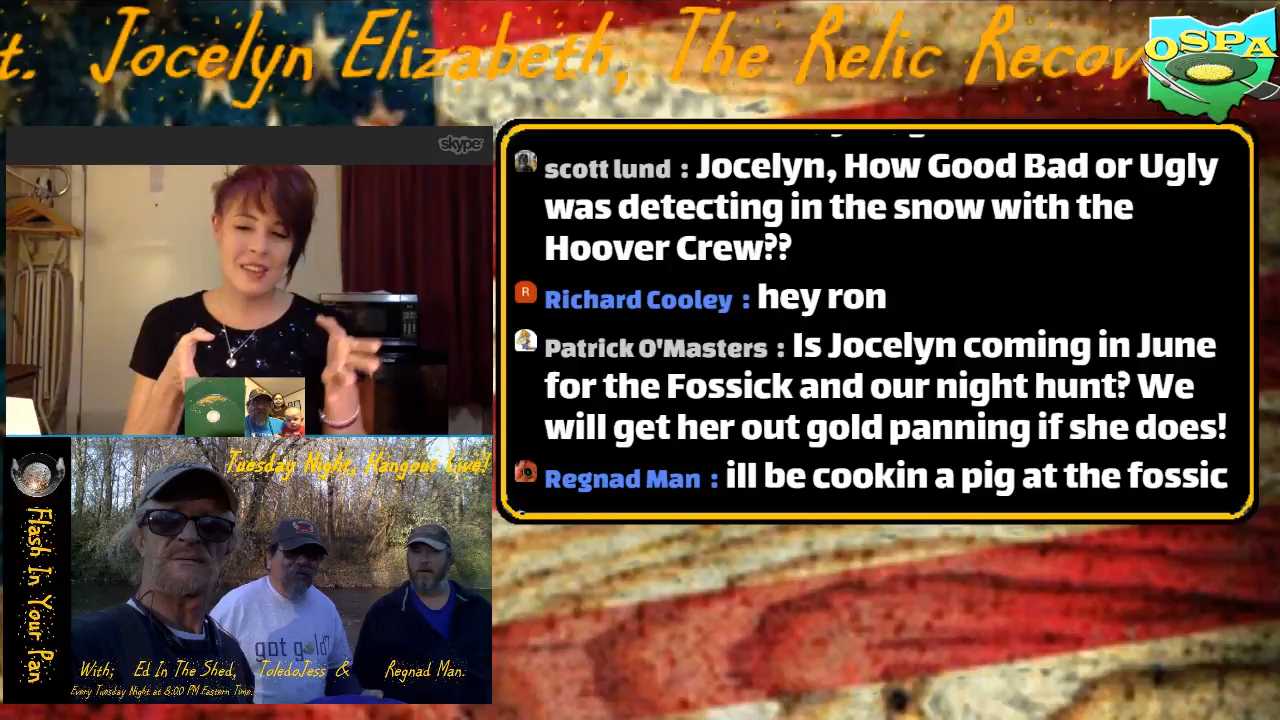 t. Jocelyn Elizabeth, The Relic Recov
OSPA
skype
scott lund : Jocelyn, How Good Bad or Ugly
was detecting in the snow with the
Hoover Crew??
R
Richard Cooley : hey ron
Patrick O'Masters : Is Jocelyn coming in June
for the Fossick and our night hunt? We
will get her out gold panning if she does!
Regnad Man : ill be cookin a pig at the fossic
Tuesday Night, Hangout Live!
Flash In Your Pan
got gold?
With; Ed In The Shed, ToledoJess & Regnad Man.
Every Tuesday Night at 8:00 PM Eastern Time.